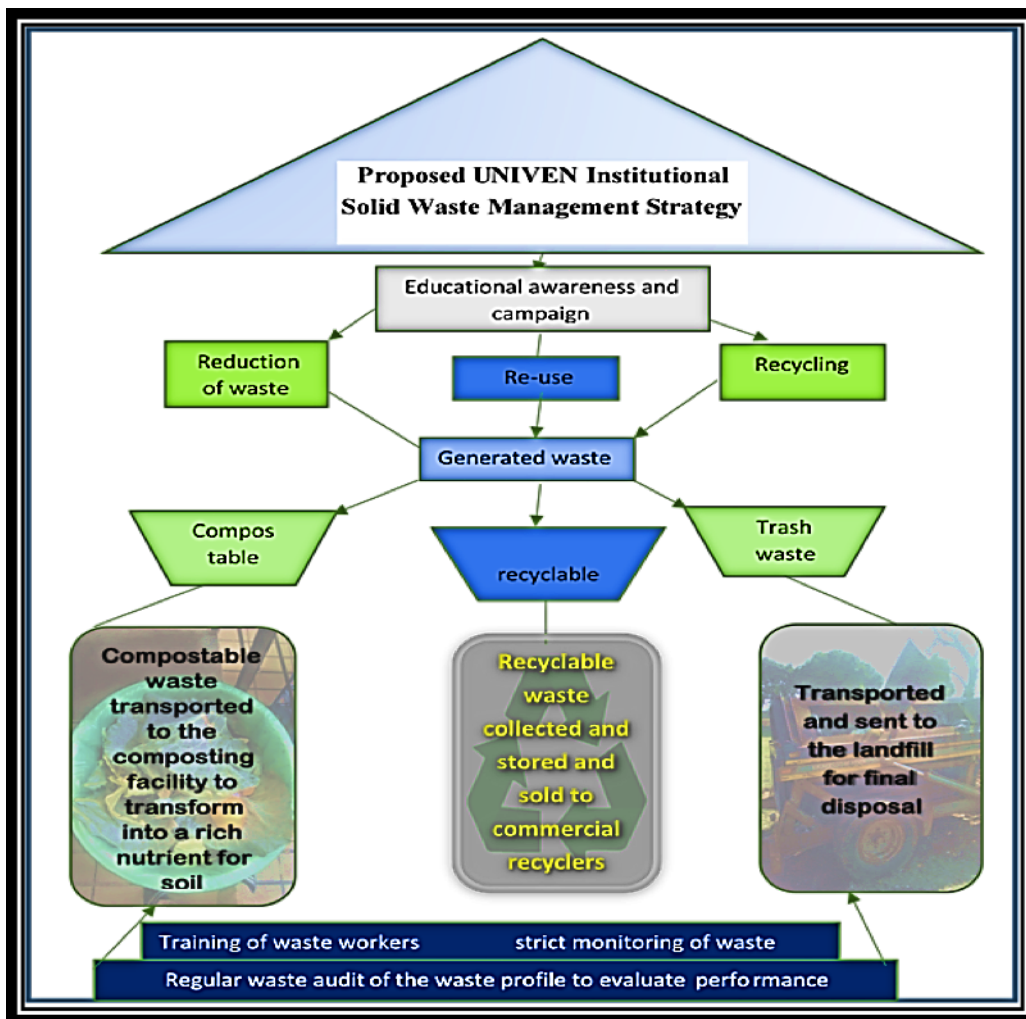 Proposed UNIVEN Institutional
Solid Waste Management Strategy
Educational awareness and
campaign
Reduction
of waste
Re-use
Recycling
Generated waste
Compos
table
recyclable
Trash
waste
Compostable
waste
transported
to the
composting
facility to
transform
into a rich
nutrient for
soil
Recyclable
waste
collected and
stored and
sold to
commercial
recyclers
Transported
and sent to
the landfill
for final
disposal
Training of waste workers strict monitoring of waste
Regular waste audit of the waste profile to evaluate performance